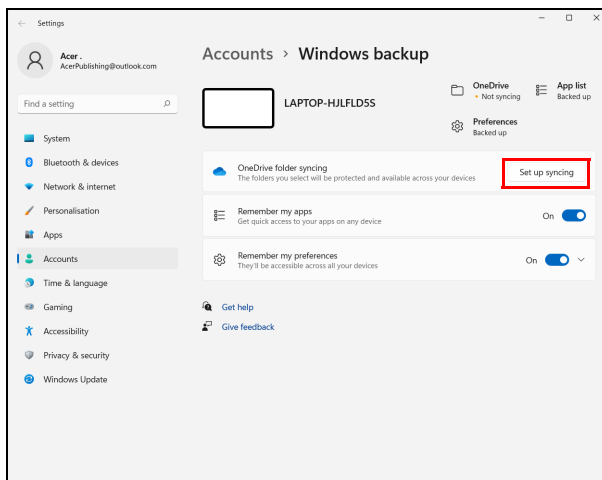 Settings
Acer .
AcerPublishing@outlook.com
Find a setting
System
Bluetooth & devices
Network & internet
Personalisation
Apps
Accounts
Time & language
Gaming
Accessibility
Privacy & security
Windows Update
Accounts > Windows backup
LAPTOP-HJLFLD5S
OneDrive
• Not syncing
App list
Backed up
Preferences
Backed up
OneDrive folder syncing
The folders you select will be protected and available across your devices
Set up syncing
Remember my apps
Get quick access to your apps on any device
On
Remember my preferences
They'll be accessible across all your devices
On
Get help
Give feedback